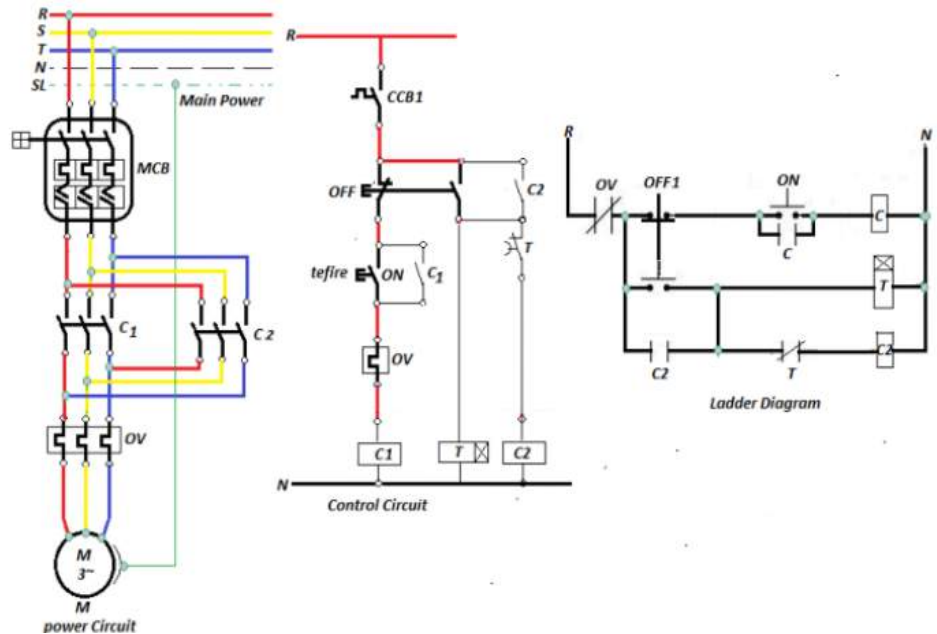 R
S
T
N
SL
Main Power
MCB
C1
C2
OV
M
3~
M
power Circuit
R
CCB1
OFF
C2
T
tefire
ON
C1
OV
C1
T
C2
N
Control Circuit
R
N
OV
OFF1
ON
C
C
T
C2
T
C2
Ladder Diagram